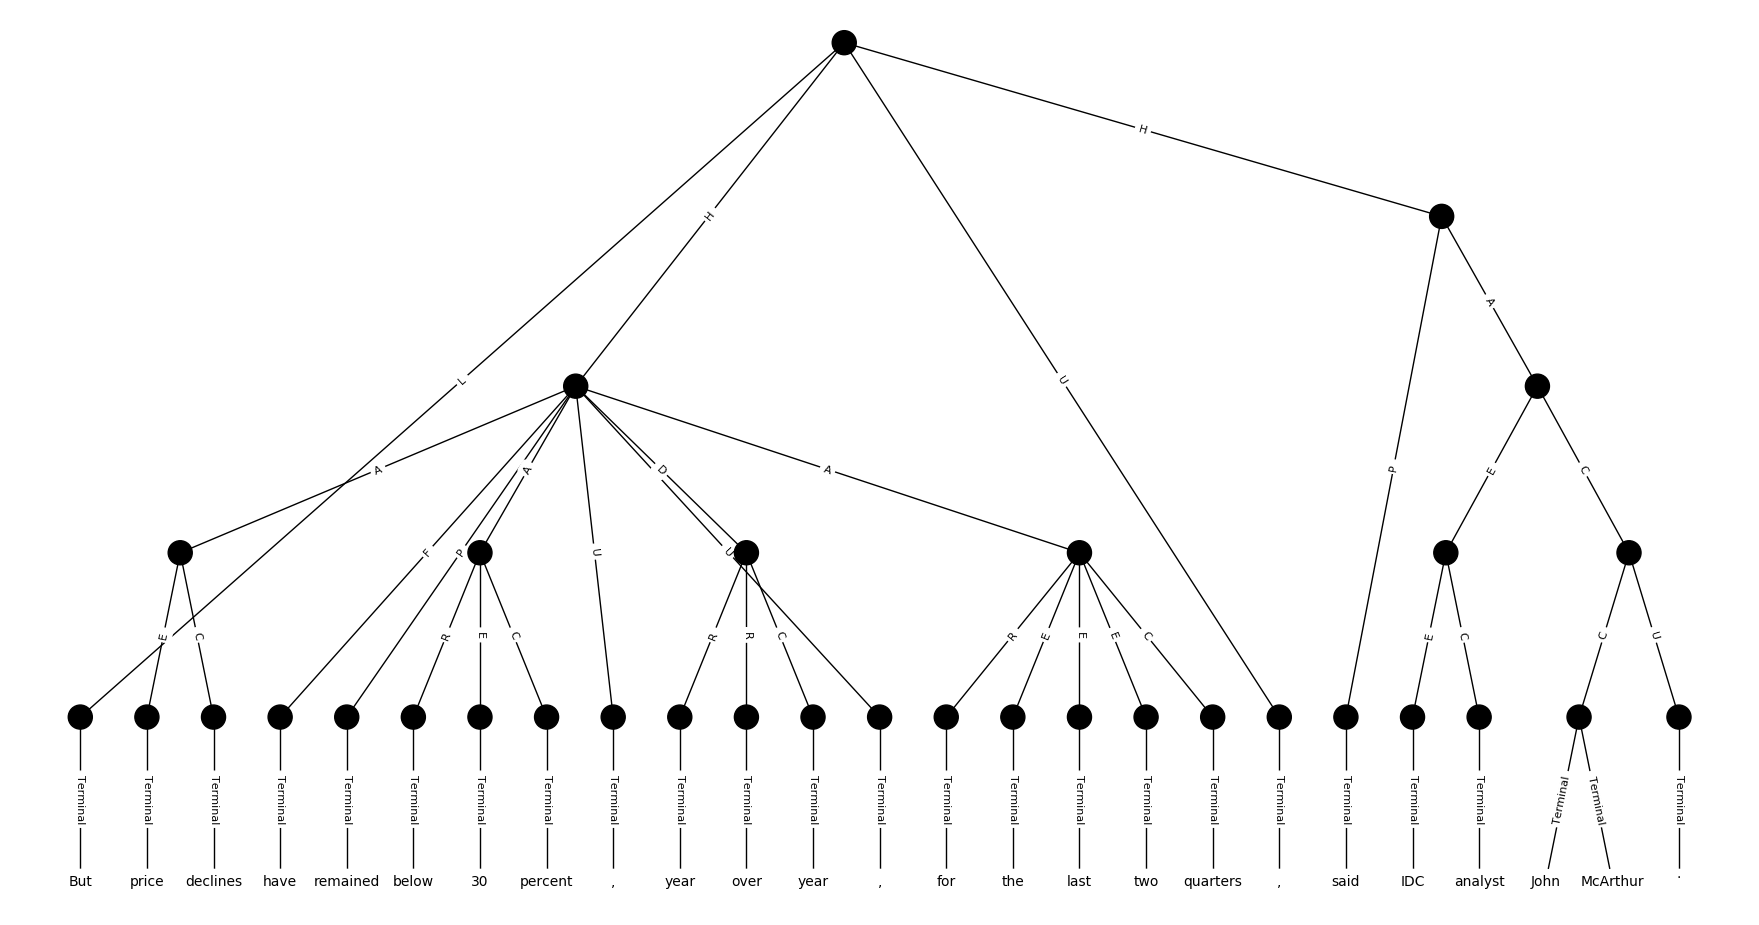 H
H
A
L
U
A
A
D
A
P
E
C
F
P
U
U
E
C
R
E
C
R
R
C
R
E
E
E
C
E
C
C
U
Terminal Terminal Terminal Terminal Terminal Terminal Terminal Terminal Terminal Terminal Terminal Terminal Terminal Terminal Terminal Terminal Terminal Terminal Terminal Terminal Terminal Terminal Terminal Terminal Terminal
But price declines have remained below 30 percent , year over year , for the last two quarters , said IDC analyst John McArthur .